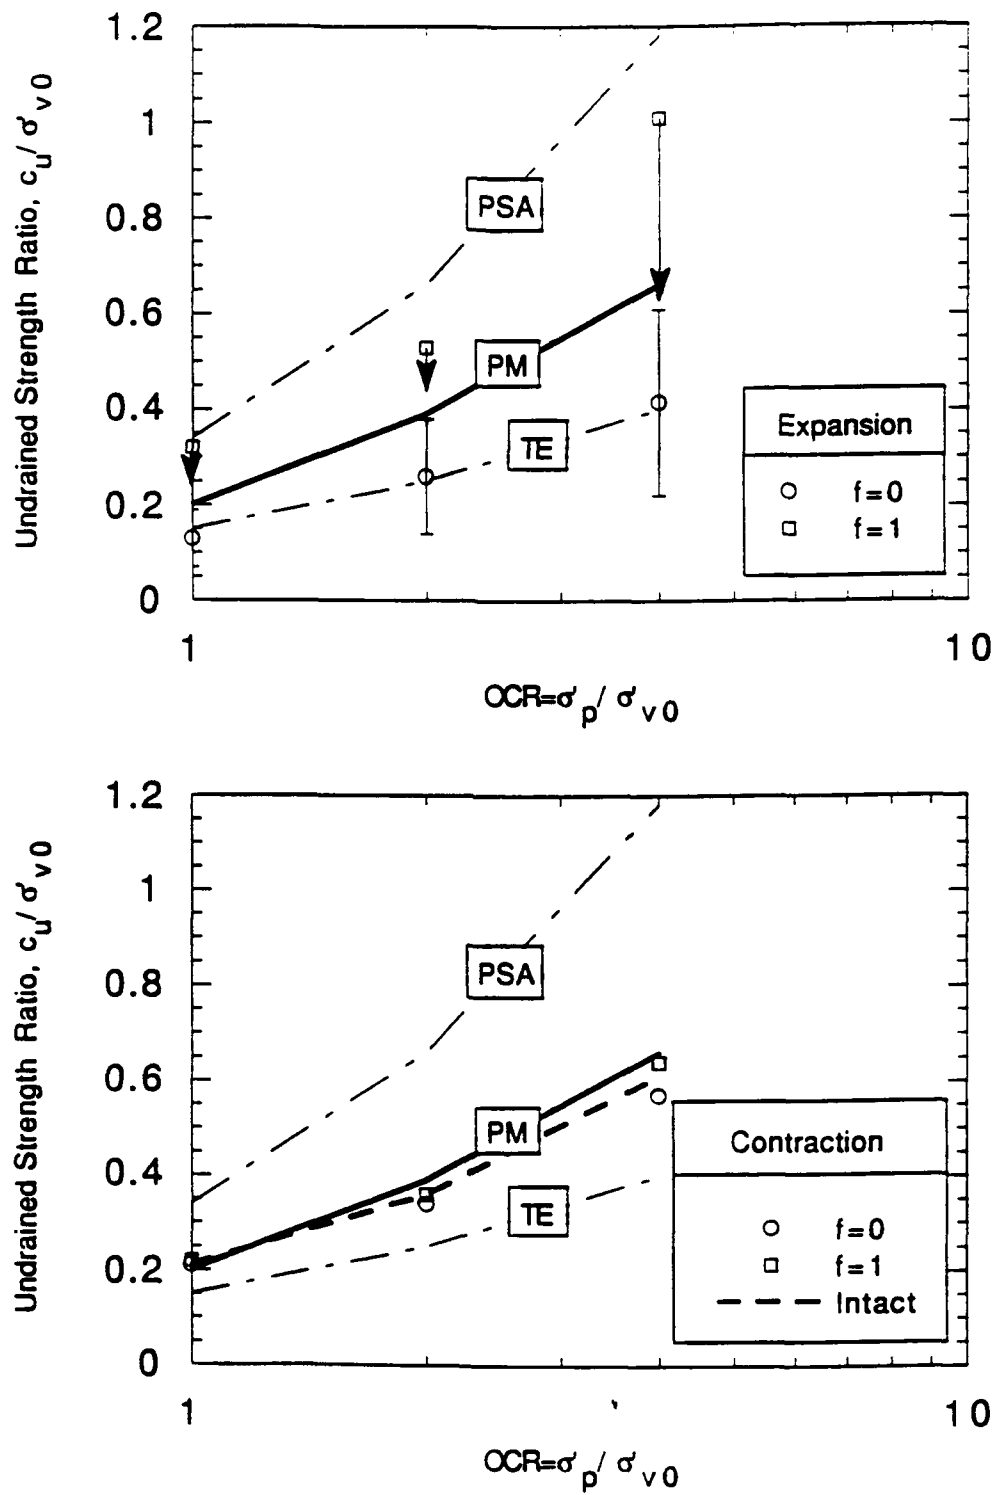 1.2
1
0.8
0.6
0.4
0.2
0
Undrained Strength Ratio, cu/ σ'v0
PSA
PM
TE
Expansion
f=0
f=1
1
10
OCR=σ'p/ σ'v0
1.2
1
0.8
0.6
0.4
0.2
0
Undrained Strength Ratio, cu/ σ'v0
PSA
PM
TE
Contraction
f=0
f=1
Intact
1
10
OCR=σ'p/ σ'v0